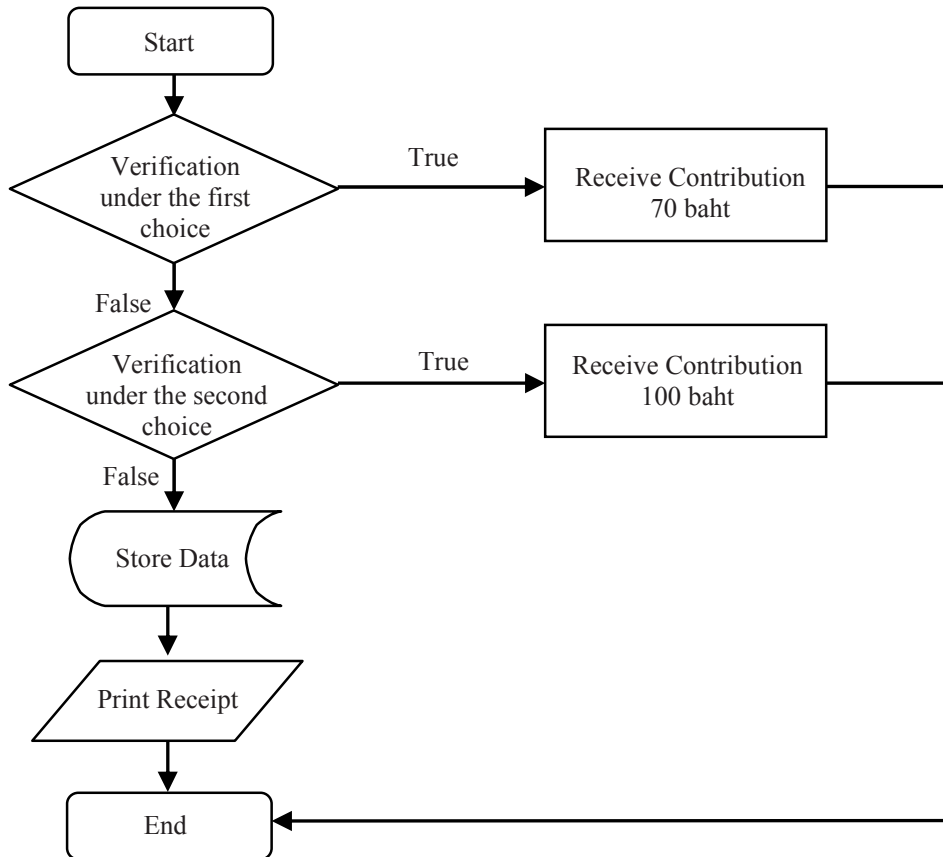 Start
Verification
under the first
choice
True
Receive Contribution
70 baht
False
Verification
under the second
choice
True
Receive Contribution
100 baht
False
Store Data
Print Receipt
End